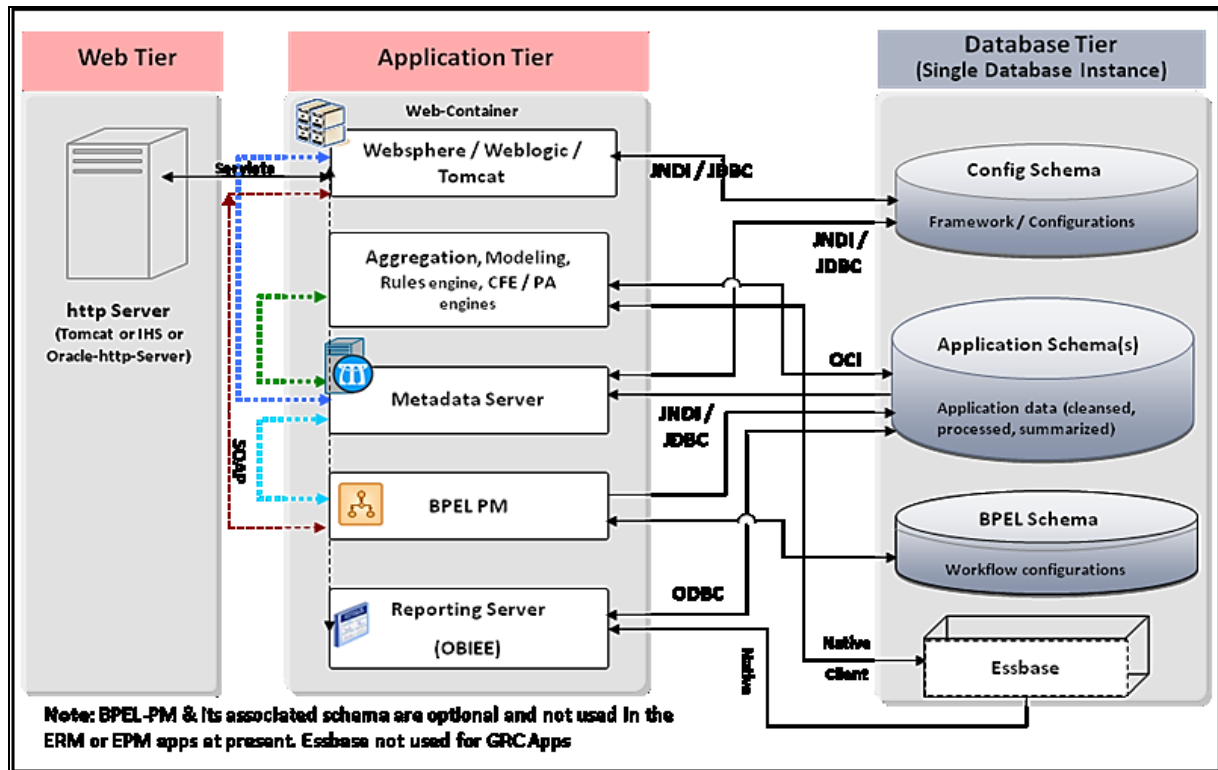 Web Tier
Application Tier
Database Tier
(Single Database Instance)
Web-Container
Websphere / Weblogic /
Tomcat
Servlets
JNDI / JDBC
Config Schema
Framework / Configurations
JNDI /
JDBC
Aggregation, Modeling,
Rules engine, CFE / PA
engines
http Server
(Tomcat or IHS or
Oracle-http-Server)
OCI
Application Schema(s)
Application data (cleansed,
processed, summarized)
Metadata Server
JNDI /
JDBC
SOAP
BPEL PM
BPEL Schema
Workflow configurations
ODBC
Reporting Server
(OBIEE)
Native
Native
Client
Essbase
Note: BPEL-PM & its associated schema are optional and not used in the
ERM or EPM apps at present. Essbase not used for GRC Apps